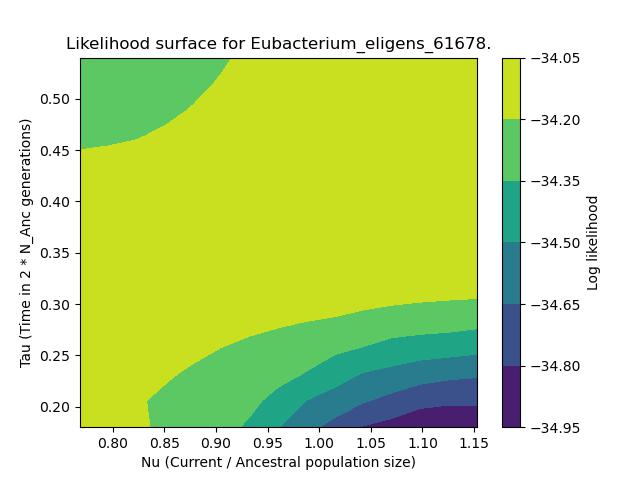 Likelihood surface for Eubacterium_eligens_61678.
Tau (Time in 2 * N_Anc generations)
0.50
0.45
0.40
0.35
0.30
0.25
0.20
0.80 0.85 0.90 0.95 1.00 1.05 1.10 1.15
Nu (Current / Ancestral population size)
−34.05
−34.20
−34.35
−34.50
−34.65
−34.80
−34.95
Log likelihood